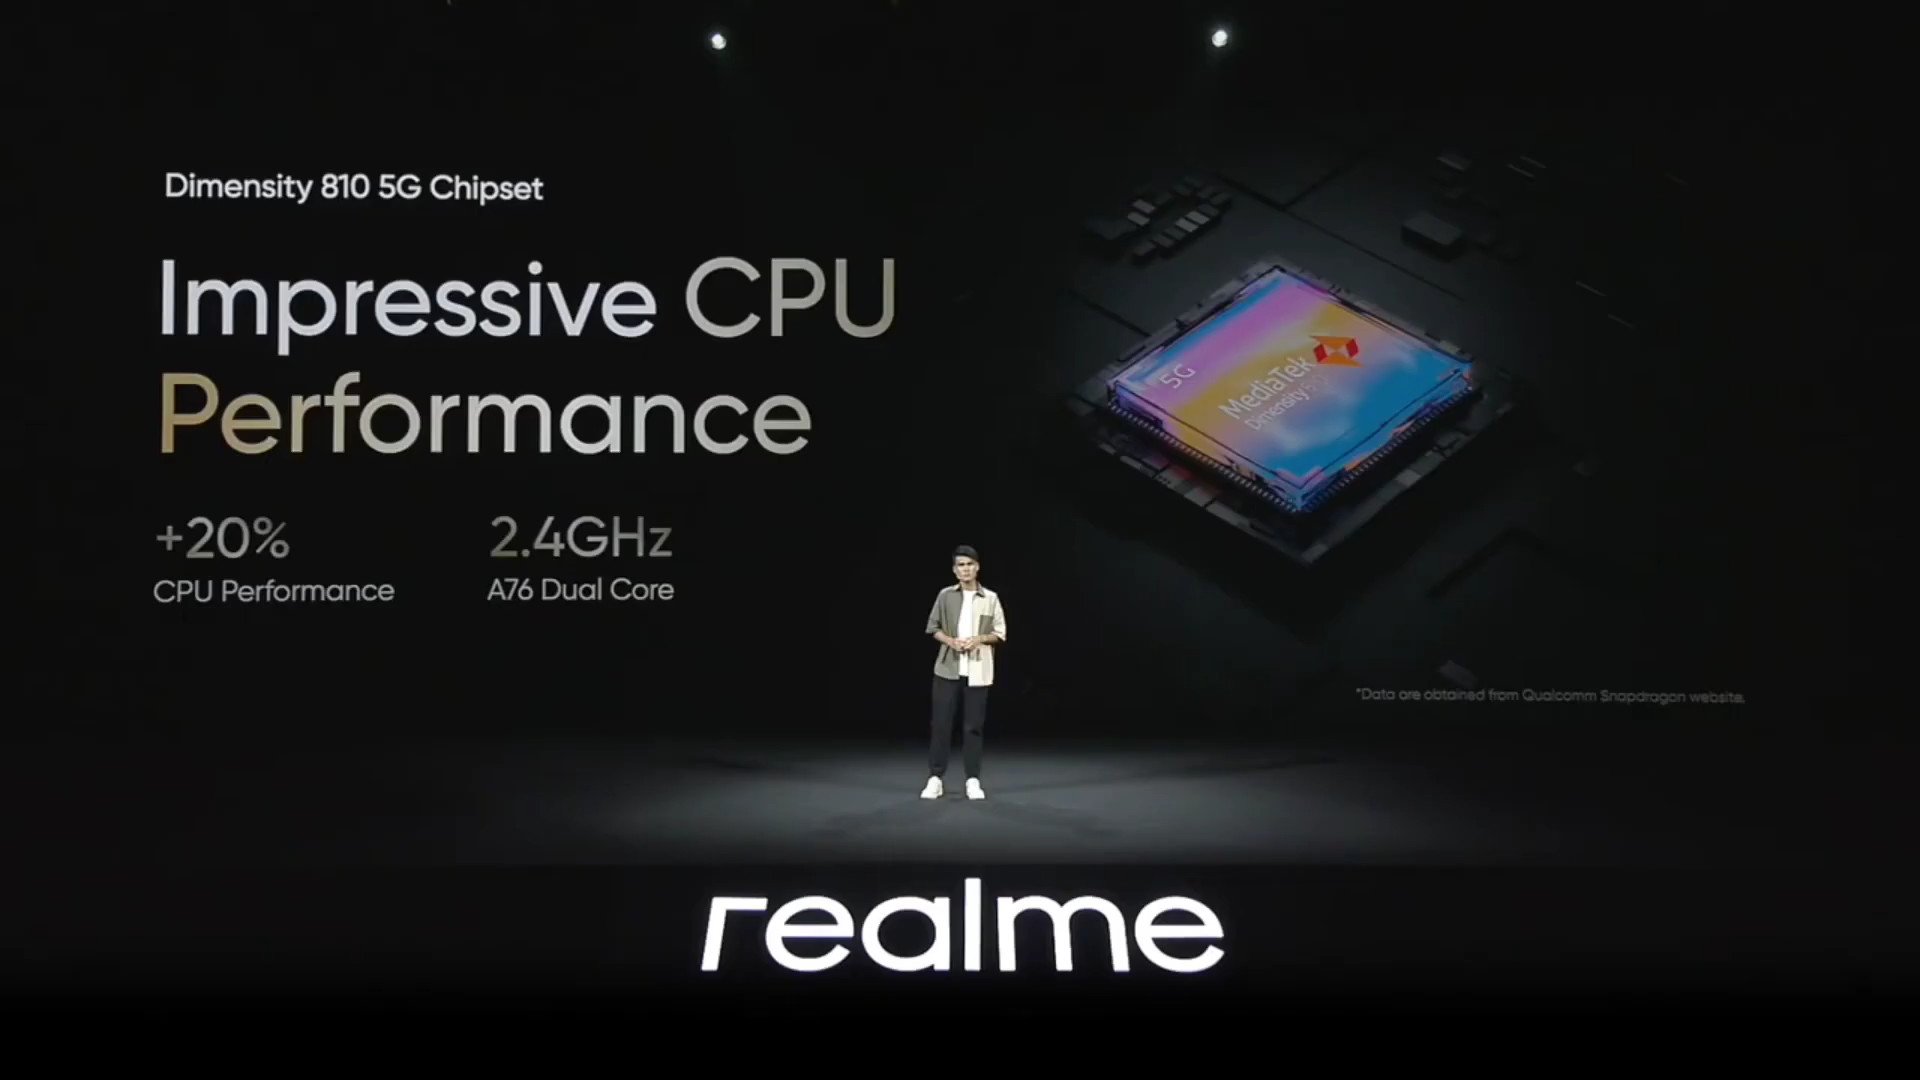 Dimensity 810 5G Chipset
Impressive CPU
Performance
+20%
CPU Performance
2.4GHz
A76 Dual Core
5G
MediaTek
Dimensity 810
*Data are obtained from Qualcomm Snapdragon website.
realme